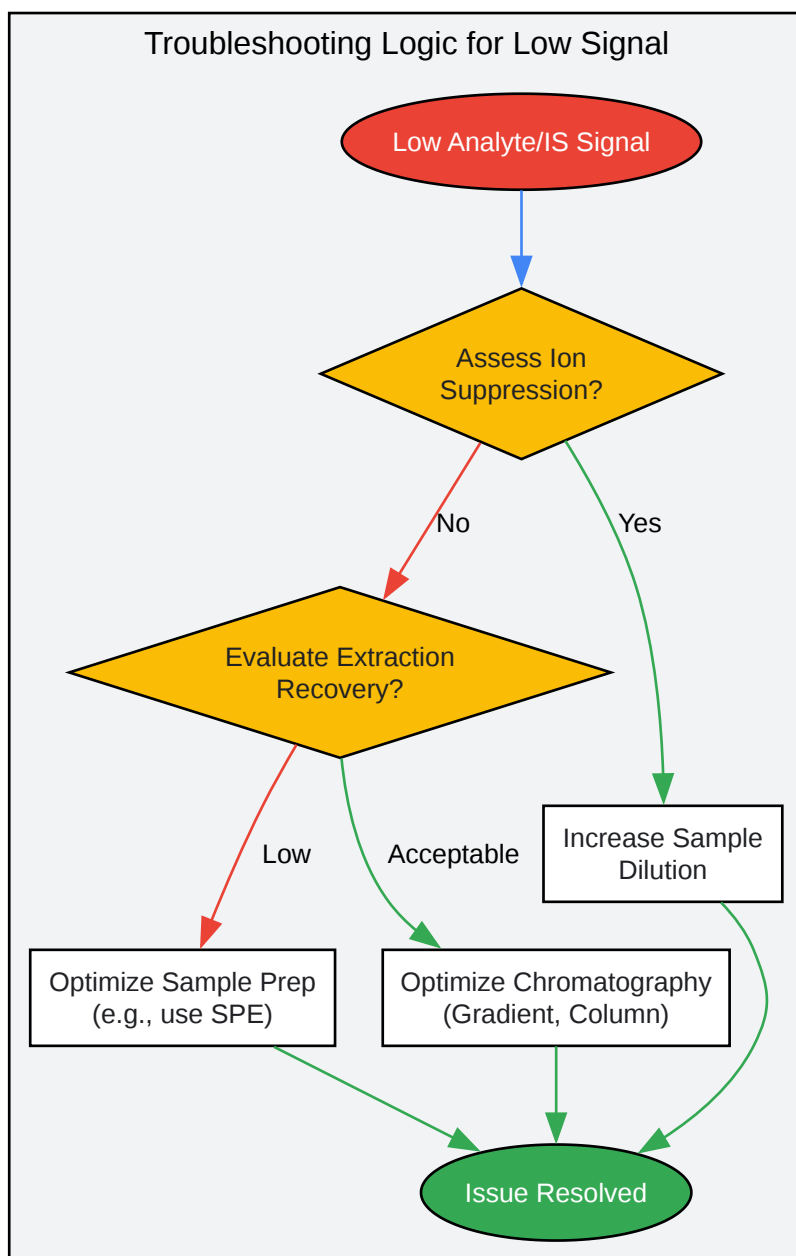 Troubleshooting Logic for Low Signal
Low Analyte/IS Signal
Assess Ion
Suppression?
No
Yes
Evaluate Extraction
Recovery?
Low
Acceptable
Increase Sample
Dilution
Optimize Sample Prep
(e.g., use SPE)
Optimize Chromatography
(Gradient, Column)
Issue Resolved